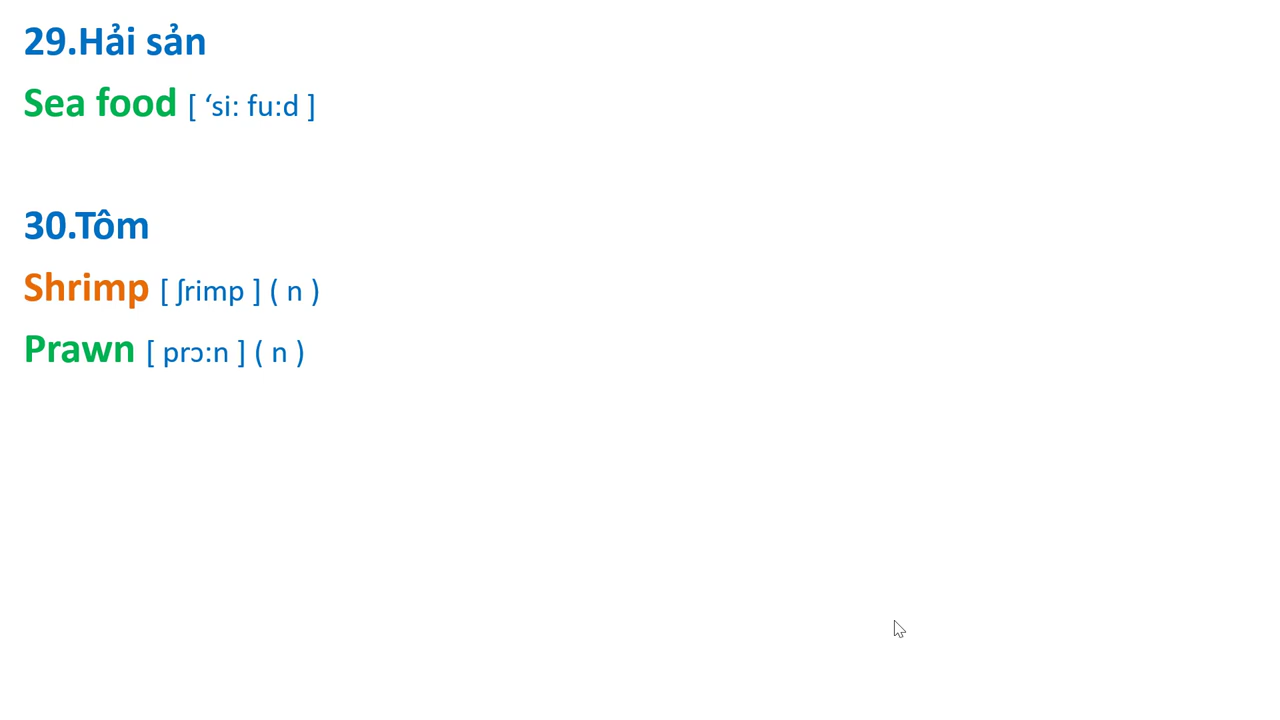 29.Hải sản
Sea food [ ‘si: fu:d ]
30.Tôm
Shrimp [ ʃrimp ] ( n )
Prawn [ prɔ:n ] ( n )